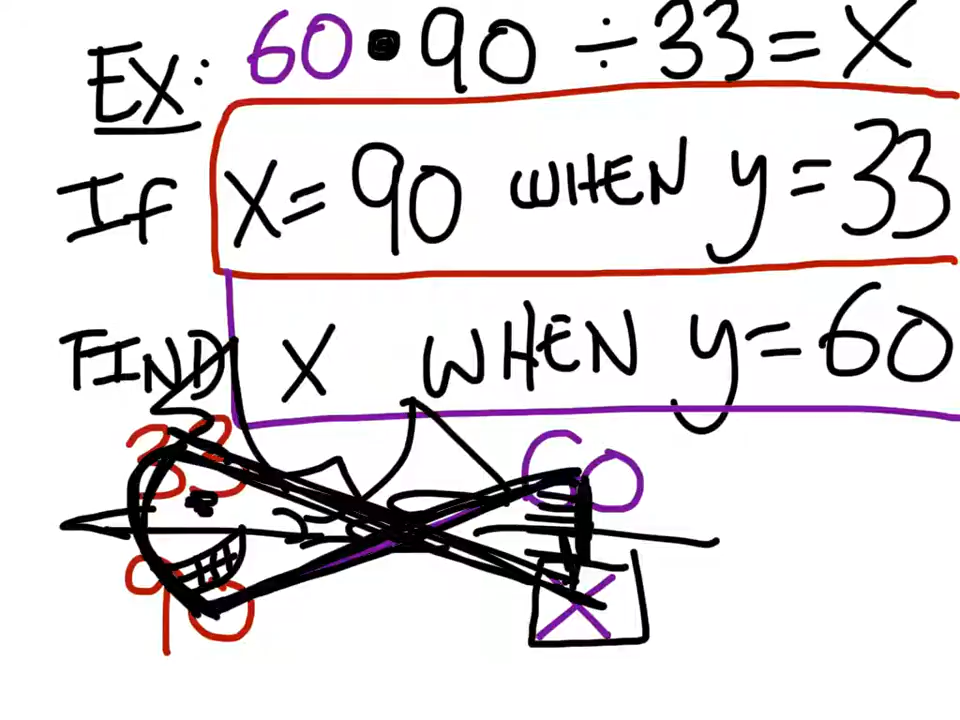 EX: 60 • 90 ÷ 33 = X
If X = 90 WHEN y = 33
FIND X WHEN y = 60
33 60
90 X